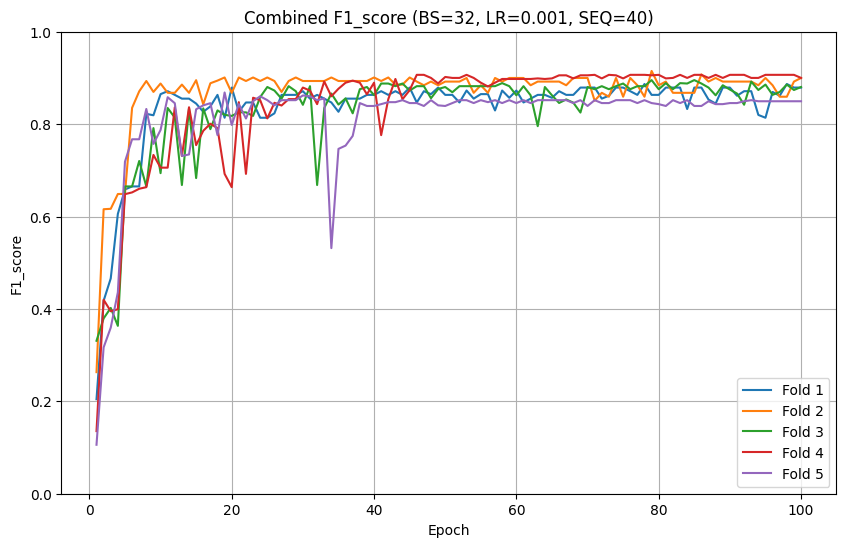 Combined F1_score (BS=32, LR=0.001, SEQ=40)
1.0
0.8
0.6
0.4
0.2
0.0
F1_score
0 20 40 60 80 100
Epoch
Fold 1
Fold 2
Fold 3
Fold 4
Fold 5